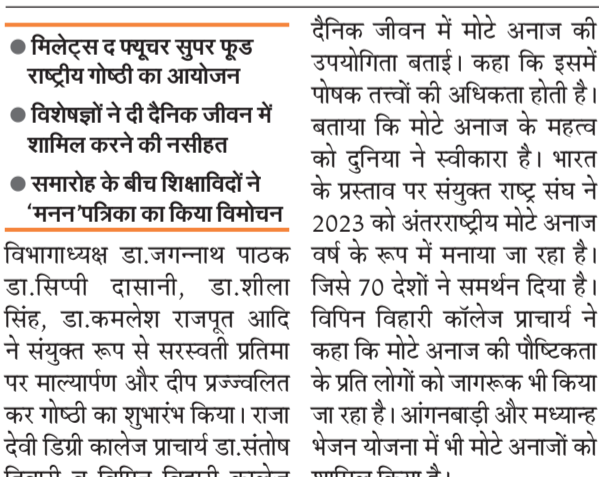 ● मिलेट्स द फ्यूचर सुपर फूड
राष्ट्रीय गोष्ठी का आयोजन
● विशेषज्ञों ने दी दैनिक जीवन में
शामिल करने की नसीहत
● समारोह के बीच शिक्षाविदों ने
'मनन'पत्रिका का किया विमोचन
विभागाध्यक्ष डा.जगन्नाथ पाठक
डा.सिप्पी दासानी, डा.शीला
सिंह, डा.कमलेश राजपूत आदि
ने संयुक्त रूप से सरस्वती प्रतिमा
पर माल्यार्पण और दीप प्रज्ज्वलित
कर गोष्ठी का शुभारंभ किया। राजा
देवी डिग्री कालेज प्राचार्य डा.संतोष
तिवारी व विपिन विहारी कालेज
दैनिक जीवन में मोटे अनाज की
उपयोगिता बताई। कहा कि इसमें
पोषक तत्त्वों की अधिकता होती है।
बताया कि मोटे अनाज के महत्व
को दुनिया ने स्वीकारा है। भारत
के प्रस्ताव पर संयुक्त राष्ट्र संघ ने
2023 को अंतरराष्ट्रीय मोटे अनाज
वर्ष के रूप में मनाया जा रहा है।
जिसे 70 देशों ने समर्थन दिया है।
विपिन विहारी कॉलेज प्राचार्य ने
कहा कि मोटे अनाज की पौष्टिकता
के प्रति लोगों को जागरूक भी किया
जा रहा है। आंगनबाड़ी और मध्यान्ह
भेजन योजना में भी मोटे अनाजों को
शामिल किया है।